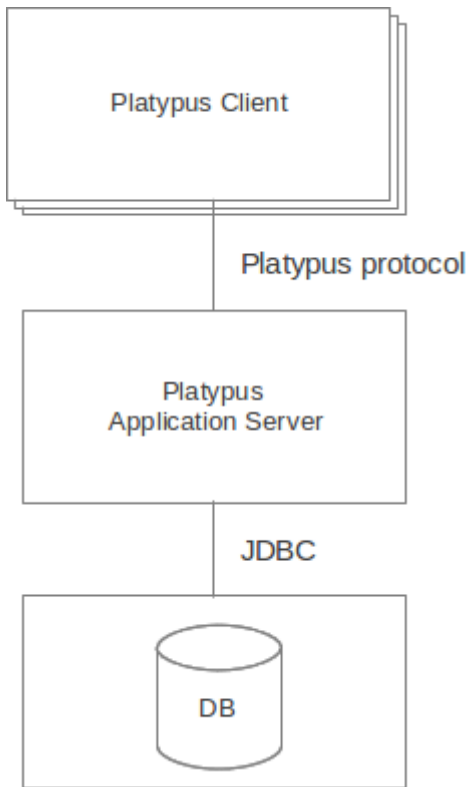 Platypus Client
Platypus protocol
Platypus
Application Server
JDBC
DB